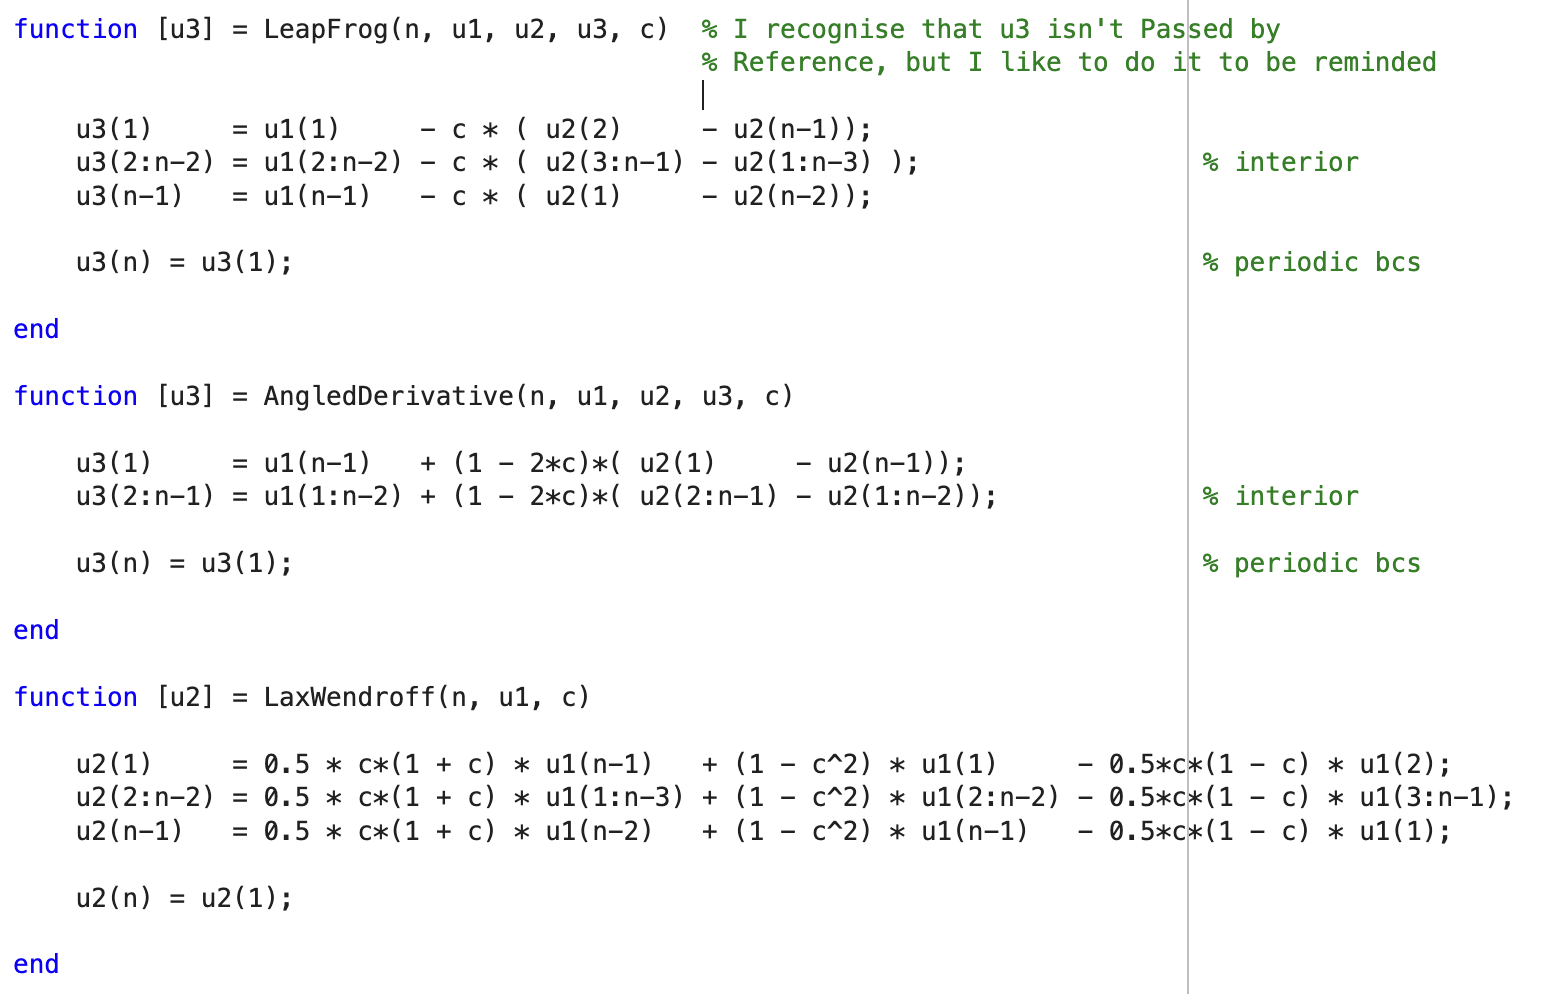 function [u3] = LeapFrog(n, u1, u2, u3, c)  % I recognise that u3 isn't Passed by
                                            % Reference, but I like to do it to be reminded
    u3(1)     = u1(1)     - c * ( u2(2)     - u2(n-1));
    u3(2:n-2) = u1(2:n-2) - c * ( u2(3:n-1) - u2(1:n-3) );                  % interior
    u3(n-1)   = u1(n-1)   - c * ( u2(1)     - u2(n-2));
    u3(n) = u3(1);                                                          % periodic bcs
end
function [u3] = AngledDerivative(n, u1, u2, u3, c)
    u3(1)     = u1(n-1)   + (1 - 2*c)*( u2(1)     - u2(n-1));
    u3(2:n-1) = u1(1:n-2) + (1 - 2*c)*( u2(2:n-1) - u2(1:n-2));             % interior
    u3(n) = u3(1);                                                          % periodic bcs
end
function [u2] = LaxWendroff(n, u1, c)
    u2(1)     = 0.5 * c*(1 + c) * u1(n-1)   + (1 - c^2) * u1(1)     - 0.5*c*(1 - c) * u1(2);
    u2(2:n-2) = 0.5 * c*(1 + c) * u1(1:n-3) + (1 - c^2) * u1(2:n-2) - 0.5*c*(1 - c) * u1(3:n-1);
    u2(n-1)   = 0.5 * c*(1 + c) * u1(n-2)   + (1 - c^2) * u1(n-1)   - 0.5*c*(1 - c) * u1(1);
    u2(n) = u2(1);
end